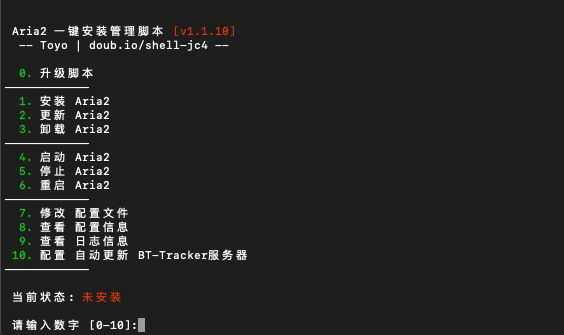 Aria2 一键安装管理脚本 [v1.1.10]
-- Toyo | doub.io/shell-jc4 --
0. 升级脚本
————————————
1. 安装 Aria2
2. 更新 Aria2
3. 卸载 Aria2
————————————
4. 启动 Aria2
5. 停止 Aria2
6. 重启 Aria2
————————————
7. 修改 配置文件
8. 查看 配置信息
9. 查看 日志信息
10. 配置 自动更新 BT-Tracker服务器
————————————
当前状态: 未安装
请输入数字 [0-10]: